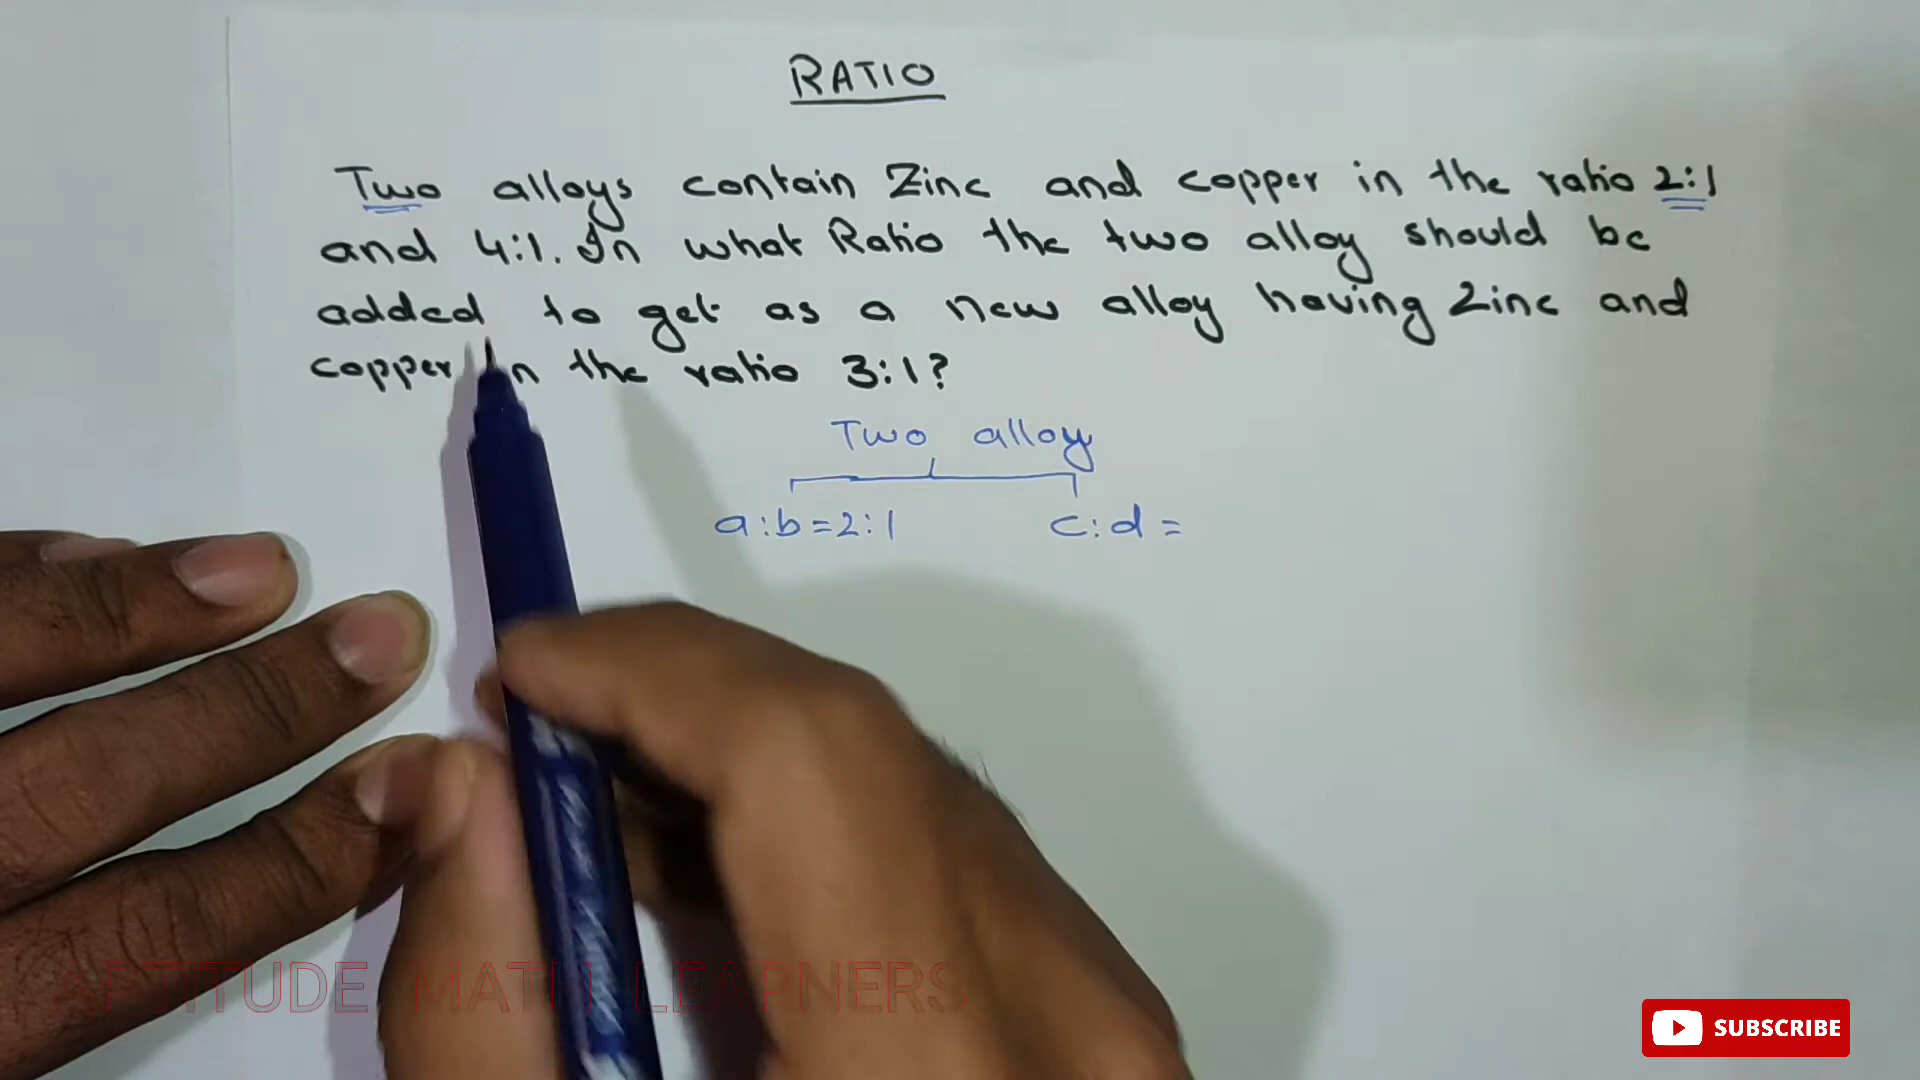 RATIO
Two alloys contain Zinc and copper in the ratio 2:1
and 4:1. In what Ratio the two alloy should be
added to get as a new alloy having Zinc and
copper in the ratio 3:1?
Two alloy
a:b=2:1 c:d=
APTITUDE MATH LEARNERS
SUBSCRIBE